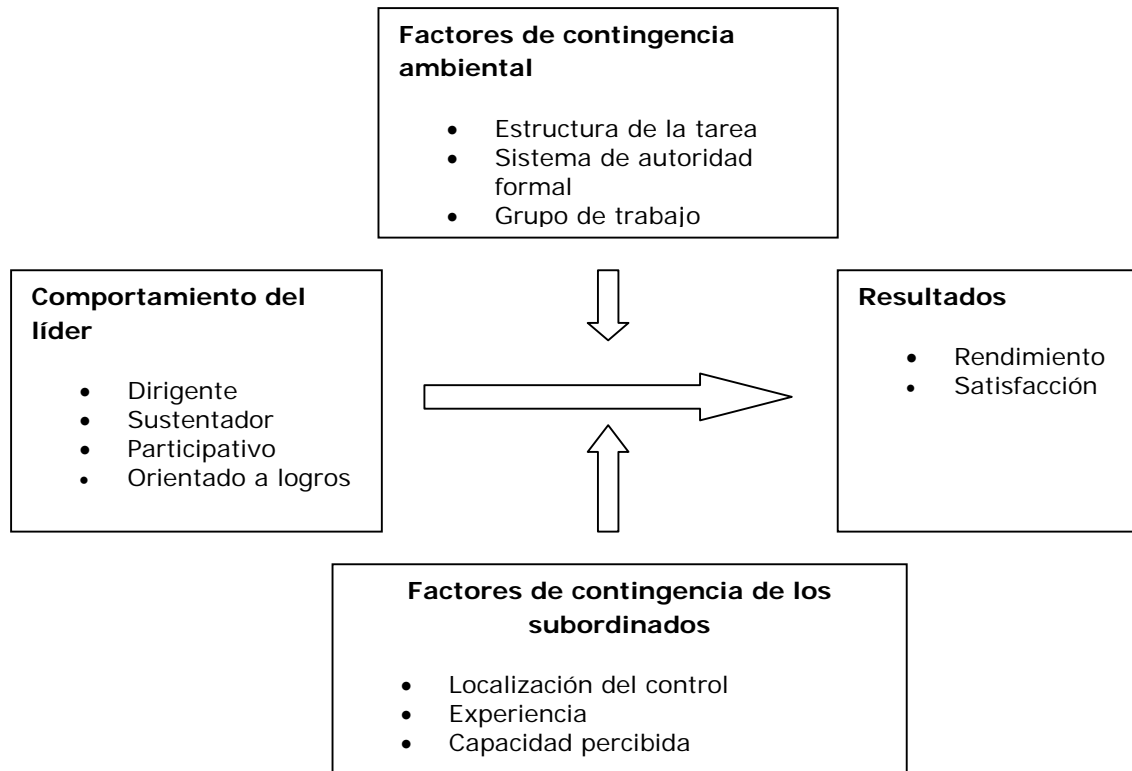 Factores de contingencia
ambiental
• Estructura de la tarea
• Sistema de autoridad
formal
• Grupo de trabajo
Comportamiento del
líder
• Dirigente
• Sustentador
• Participativo
• Orientado a logros
Resultados
• Rendimiento
• Satisfacción
Factores de contingencia de los
subordinados
• Localización del control
• Experiencia
• Capacidad percibida